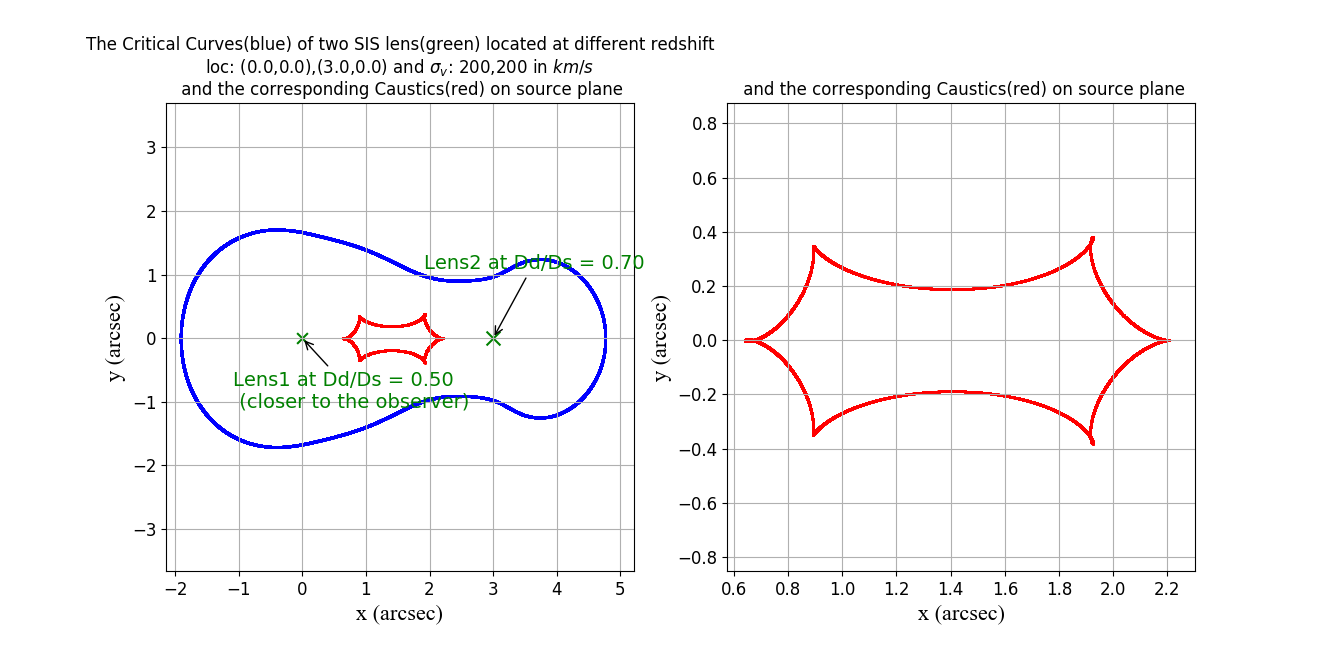 The Critical Curves(blue) of two SIS lens(green) located at different redshift
loc: (0.0,0.0),(3.0,0.0) and σv: 200,200 in km/s
and the corresponding Caustics(red) on source plane
3
2
1
0
−1
−2
−3
y (arcsec)
Lens2 at Dd/Ds = 0.70
Lens1 at Dd/Ds = 0.50
(closer to the observer)
−2 −1 0 1 2 3 4 5
x (arcsec)
and the corresponding Caustics(red) on source plane
0.8
0.6
0.4
0.2
0.0
−0.2
−0.4
−0.6
−0.8
y (arcsec)
0.6 0.8 1.0 1.2 1.4 1.6 1.8 2.0 2.2
x (arcsec)